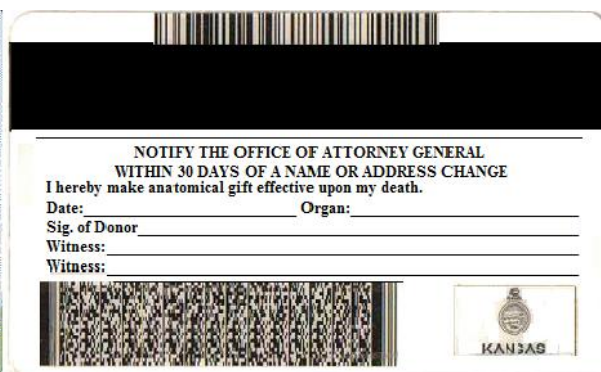 NOTIFY THE OFFICE OF ATTORNEY GENERAL
WITHIN 30 DAYS OF A NAME OR ADDRESS CHANGE
I hereby make anatomical gift effective upon my death.
Date: Organ:
Sig. of Donor
Witness:
Witness:
KANSAS